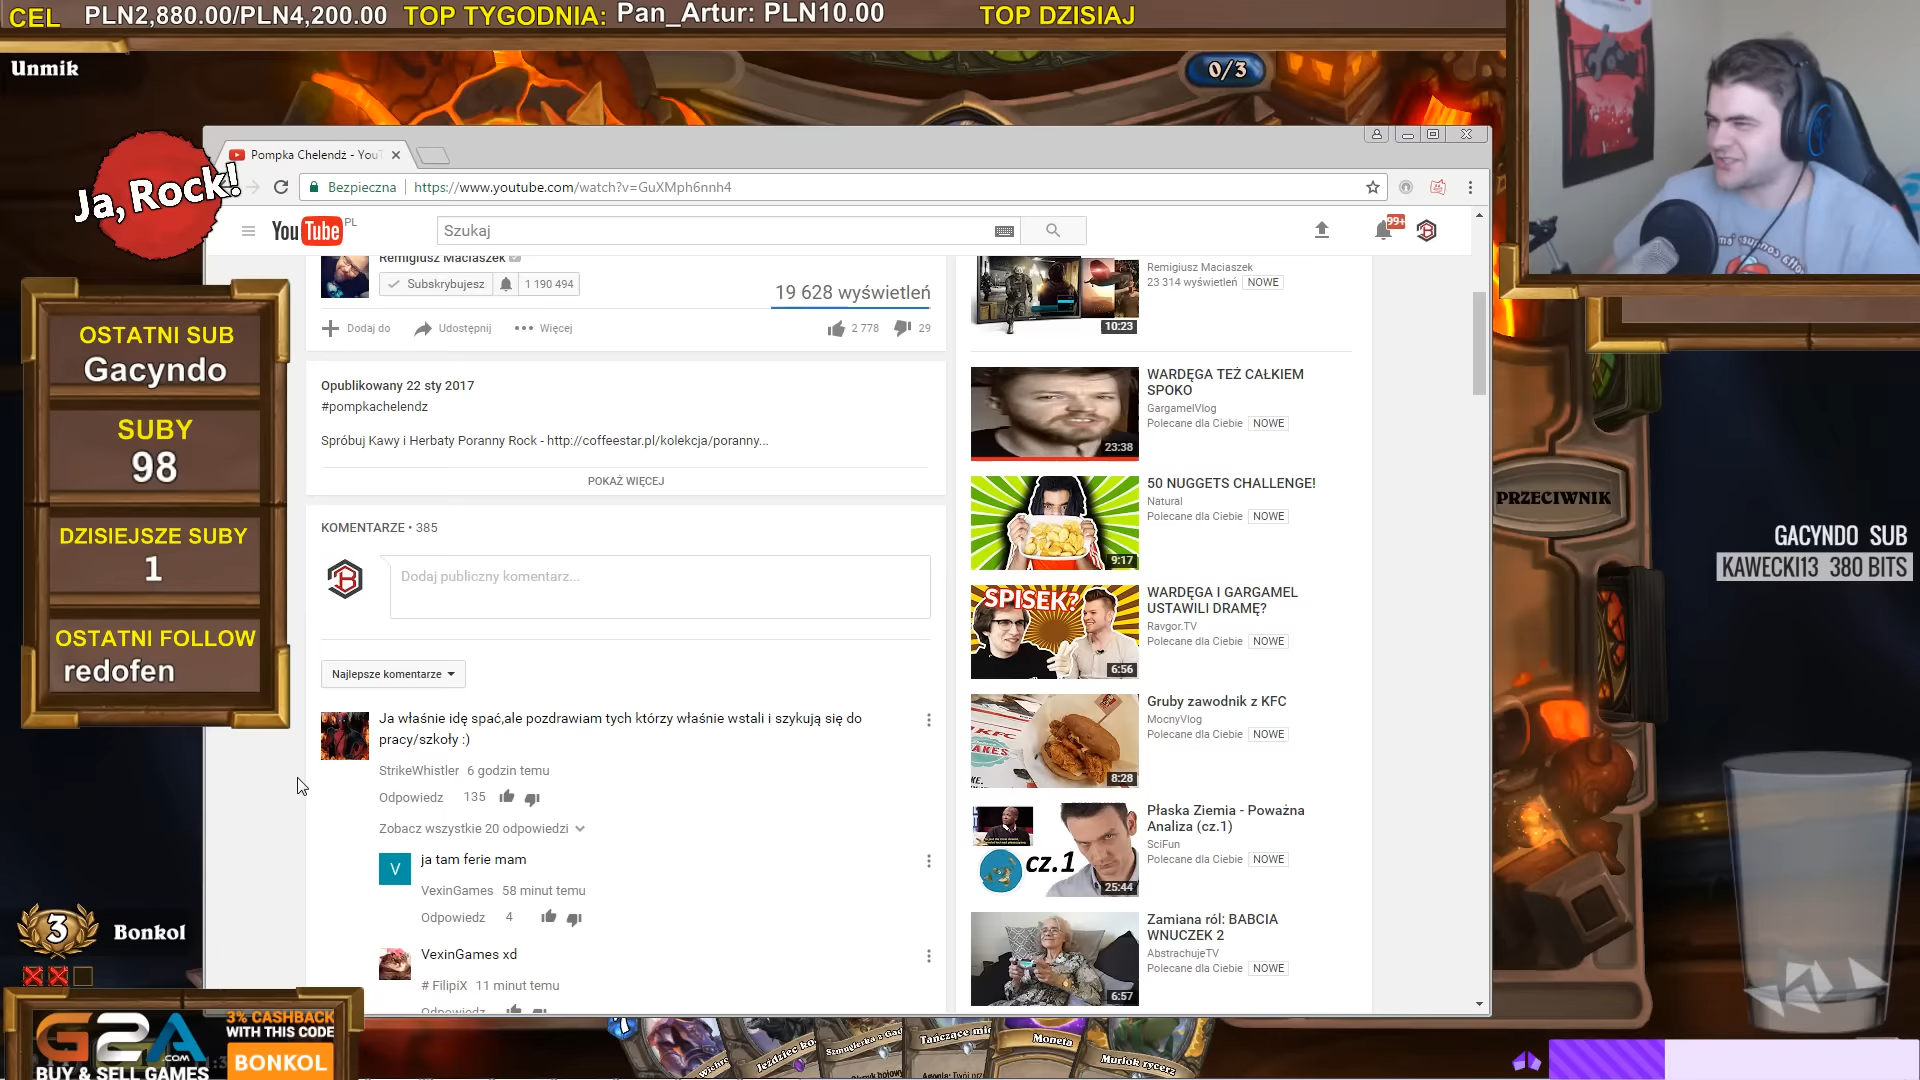 CEL PLN2,880.00/PLN4,200.00 TOP TYGODNIA: Pan_Artur: PLN10.00 TOP DZISIAJ
Unmik
0/3
Ja, Rock!
OSTATNI SUB
Gacyndo
SUBY
98
DZISIEJSZE SUBY
1
OSTATNI FOLLOW
redofen
3 Bonkol
G2A.COM
BUY & SELL GAMES
3% CASHBACK
WITH THIS CODE
BONKOL
Pompka Chelendż - YouT
Bezpieczna https://www.youtube.com/watch?v=GuXMph6nnh4
YouTube PL
Szukaj
99+
Remigiusz Maciaszek
Subskrybujesz 1 190 494
19 628 wyświetleń
Dodaj do Udostępnij Więcej 2 778 29
Opublikowany 22 sty 2017
#pompkachelendz
Spróbuj Kawy i Herbaty Poranny Rock - http://coffeestar.pl/kolekcja/poranny...
POKAŻ WIĘCEJ
KOMENTARZE • 385
Dodaj publiczny komentarz...
Najlepsze komentarze
Ja właśnie idę spać,ale pozdrawiam tych którzy właśnie wstali i szykują się do
pracy/szkoły :)
StrikeWhistler 6 godzin temu
Odpowiedz 135
Zobacz wszystkie 20 odpowiedzi
V
ja tam ferie mam
VexinGames 58 minut temu
Odpowiedz 4
VexinGames xd
# FilipiX 11 minut temu
Odpowiedz
Remigiusz Maciaszek
23 314 wyświetleń NOWE
10:23
WARDĘGA TEŻ CAŁKIEM
SPOKO
GargamelVlog
Polecane dla Ciebie NOWE
23:38
50 NUGGETS CHALLENGE!
Natural
Polecane dla Ciebie NOWE
9:17
SPISEK?
WARDĘGA I GARGAMEL
USTAWILI DRAMĘ?
Ravgor.TV
Polecane dla Ciebie NOWE
6:56
Gruby zawodnik z KFC
MocnyVlog
Polecane dla Ciebie NOWE
8:28
Płaska Ziemia - Poważna
Analiza (cz.1)
SciFun
Polecane dla Ciebie NOWE
cz.1
25:44
Zamiana ról: BABCIA
WNUCZEK 2
AbstrachujeTV
Polecane dla Ciebie NOWE
6:57
PRZECIWNIK
GACYNDO SUB
KAWECKI13 380 BITS
7
Jeździec
Szmuglerka z
Tańczące
Moneta
Murlok rycerz